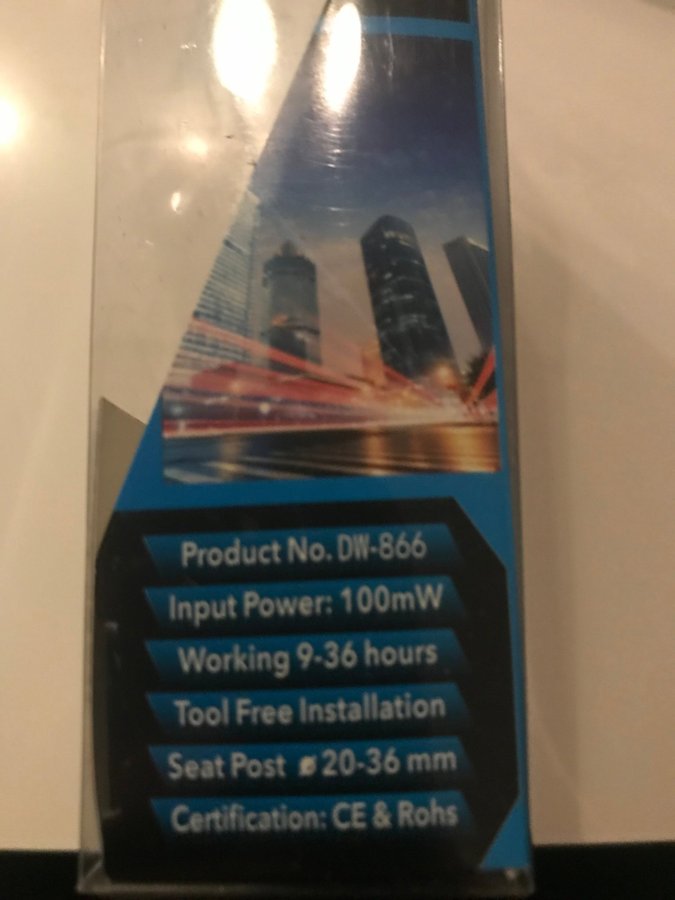 Product No. DW-866
Input Power: 100mW
Working 9-36 hours
Tool Free Installation
Seat Post ø20-36 mm
Certification: CE & Rohs